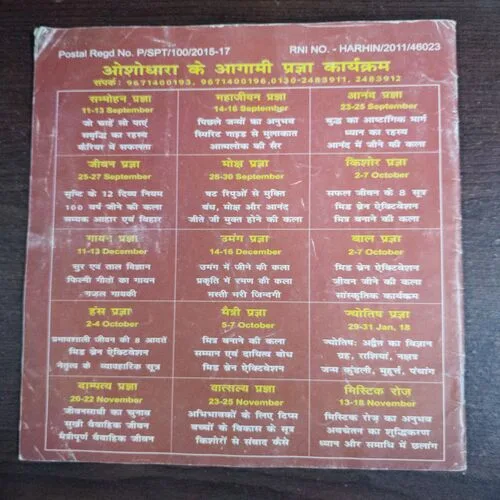 Postal Regd No. P/SPT/100/2015-17
RNI NO. - HARHIN/2011/46023
ओशोधारा के आगामी प्रज्ञा कार्यक्रम
संपर्क: 9671400193, 9671400196,0130-2483911, 2483912
सम्मोहन प्रज्ञा
11-13 September
जो चाहें सो पाएं
समृद्धि का रहस्य
कैरियर में सफलता
महाजीवन प्रज्ञा
14-16 September
पिछले जन्मों का अनुभव
स्पिरिट गाइड से मुलाकात
आत्मलोक की सैर
आनंद प्रज्ञा
23-25 September
बुद्ध का आष्टांगिक मार्ग
ध्यान का रहस्य
आनंद में जीने की कला
जीवन प्रज्ञा
25-27 September
सृष्टि के 12 दिव्य नियम
100 वर्ष जीने की कला
सम्यक आहार एवं विहार
मोक्ष प्रज्ञा
28-30 September
षट रिपुओं से मुक्ति
बंध, मोक्ष और आनंद
जीते जी मुक्त होने की कला
किशोर प्रज्ञा
2-7 October
सफल जीवन के 8 सूत्र
मिड ब्रेन ऐक्टिवेशन
मित्र बनाने की कला
गायन प्रज्ञा
11-13 December
सुर एवं ताल विज्ञान
फिल्मी गीतों का गायन
गजल गायकी
उमंग प्रज्ञा
14-16 December
उमंग में जीने की कला
प्रकृति में रमण की कला
मस्ती भरी जिन्दगी
बाल प्रज्ञा
2-7 October
मिड ब्रेन ऐक्टिवेशन
जीवन जीने की कला
सांस्कृतिक कार्यक्रम
हंस प्रज्ञा
2-4 October
प्रभावशाली जीवन की 8 आदतें
मिड ब्रेन ऐक्टिवेशन
नेतृत्व के व्यावहारिक सूत्र
मैत्री प्रज्ञा
5-7 October
मित्र बनाने की कला
सम्मान एवं दायित्व बोध
मिड ब्रेन ऐक्टिवेशन
ज्योतिष प्रज्ञा
29-31 Jan, 18
ज्योतिष: अद्वैत का विज्ञान
ग्रह, राशियां, नक्षत्र
जन्म कुंडली, मुहूर्त्त, पंचांग
दाम्पत्य प्रज्ञा
20-22 November
जीवनसाथी का चुनाव
सुखी वैवाहिक जीवन
मैत्रीपूर्ण वैवाहिक जीवन
वात्सल्य प्रज्ञा
23-25 November
अभिभावकों के लिए टिप्स
बच्चों के विकास के सूत्र
किशोरों से संवाद कैसे
मिस्टिक रोज़
13-18 November
मिस्टिक रोज़ का अनुभव
अवचेतन का शुद्धिकरण
ध्यान और समाधि में छलांग